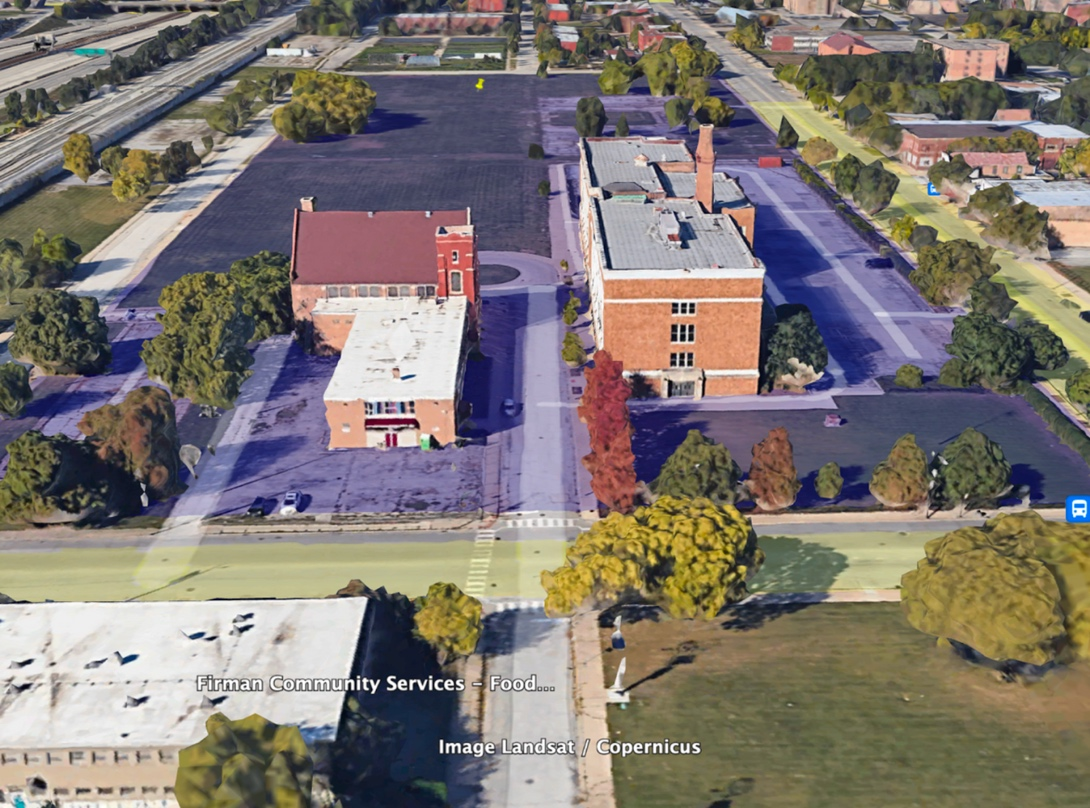 Firman Community Services - Food...
Image Landsat / Copernicus